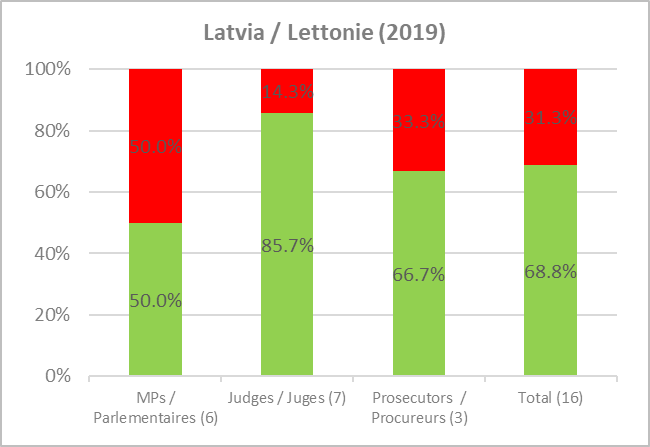 Latvia / Lettonie (2019)
100%
80%
60%
40%
20%
0%
50.0%
14.3%
33.3%
31.3%
50.0%
85.7%
66.7%
68.8%
MPs /
Parlementaires (6)
Judges / Juges (7)
Prosecutors /
Procureurs (3)
Total (16)